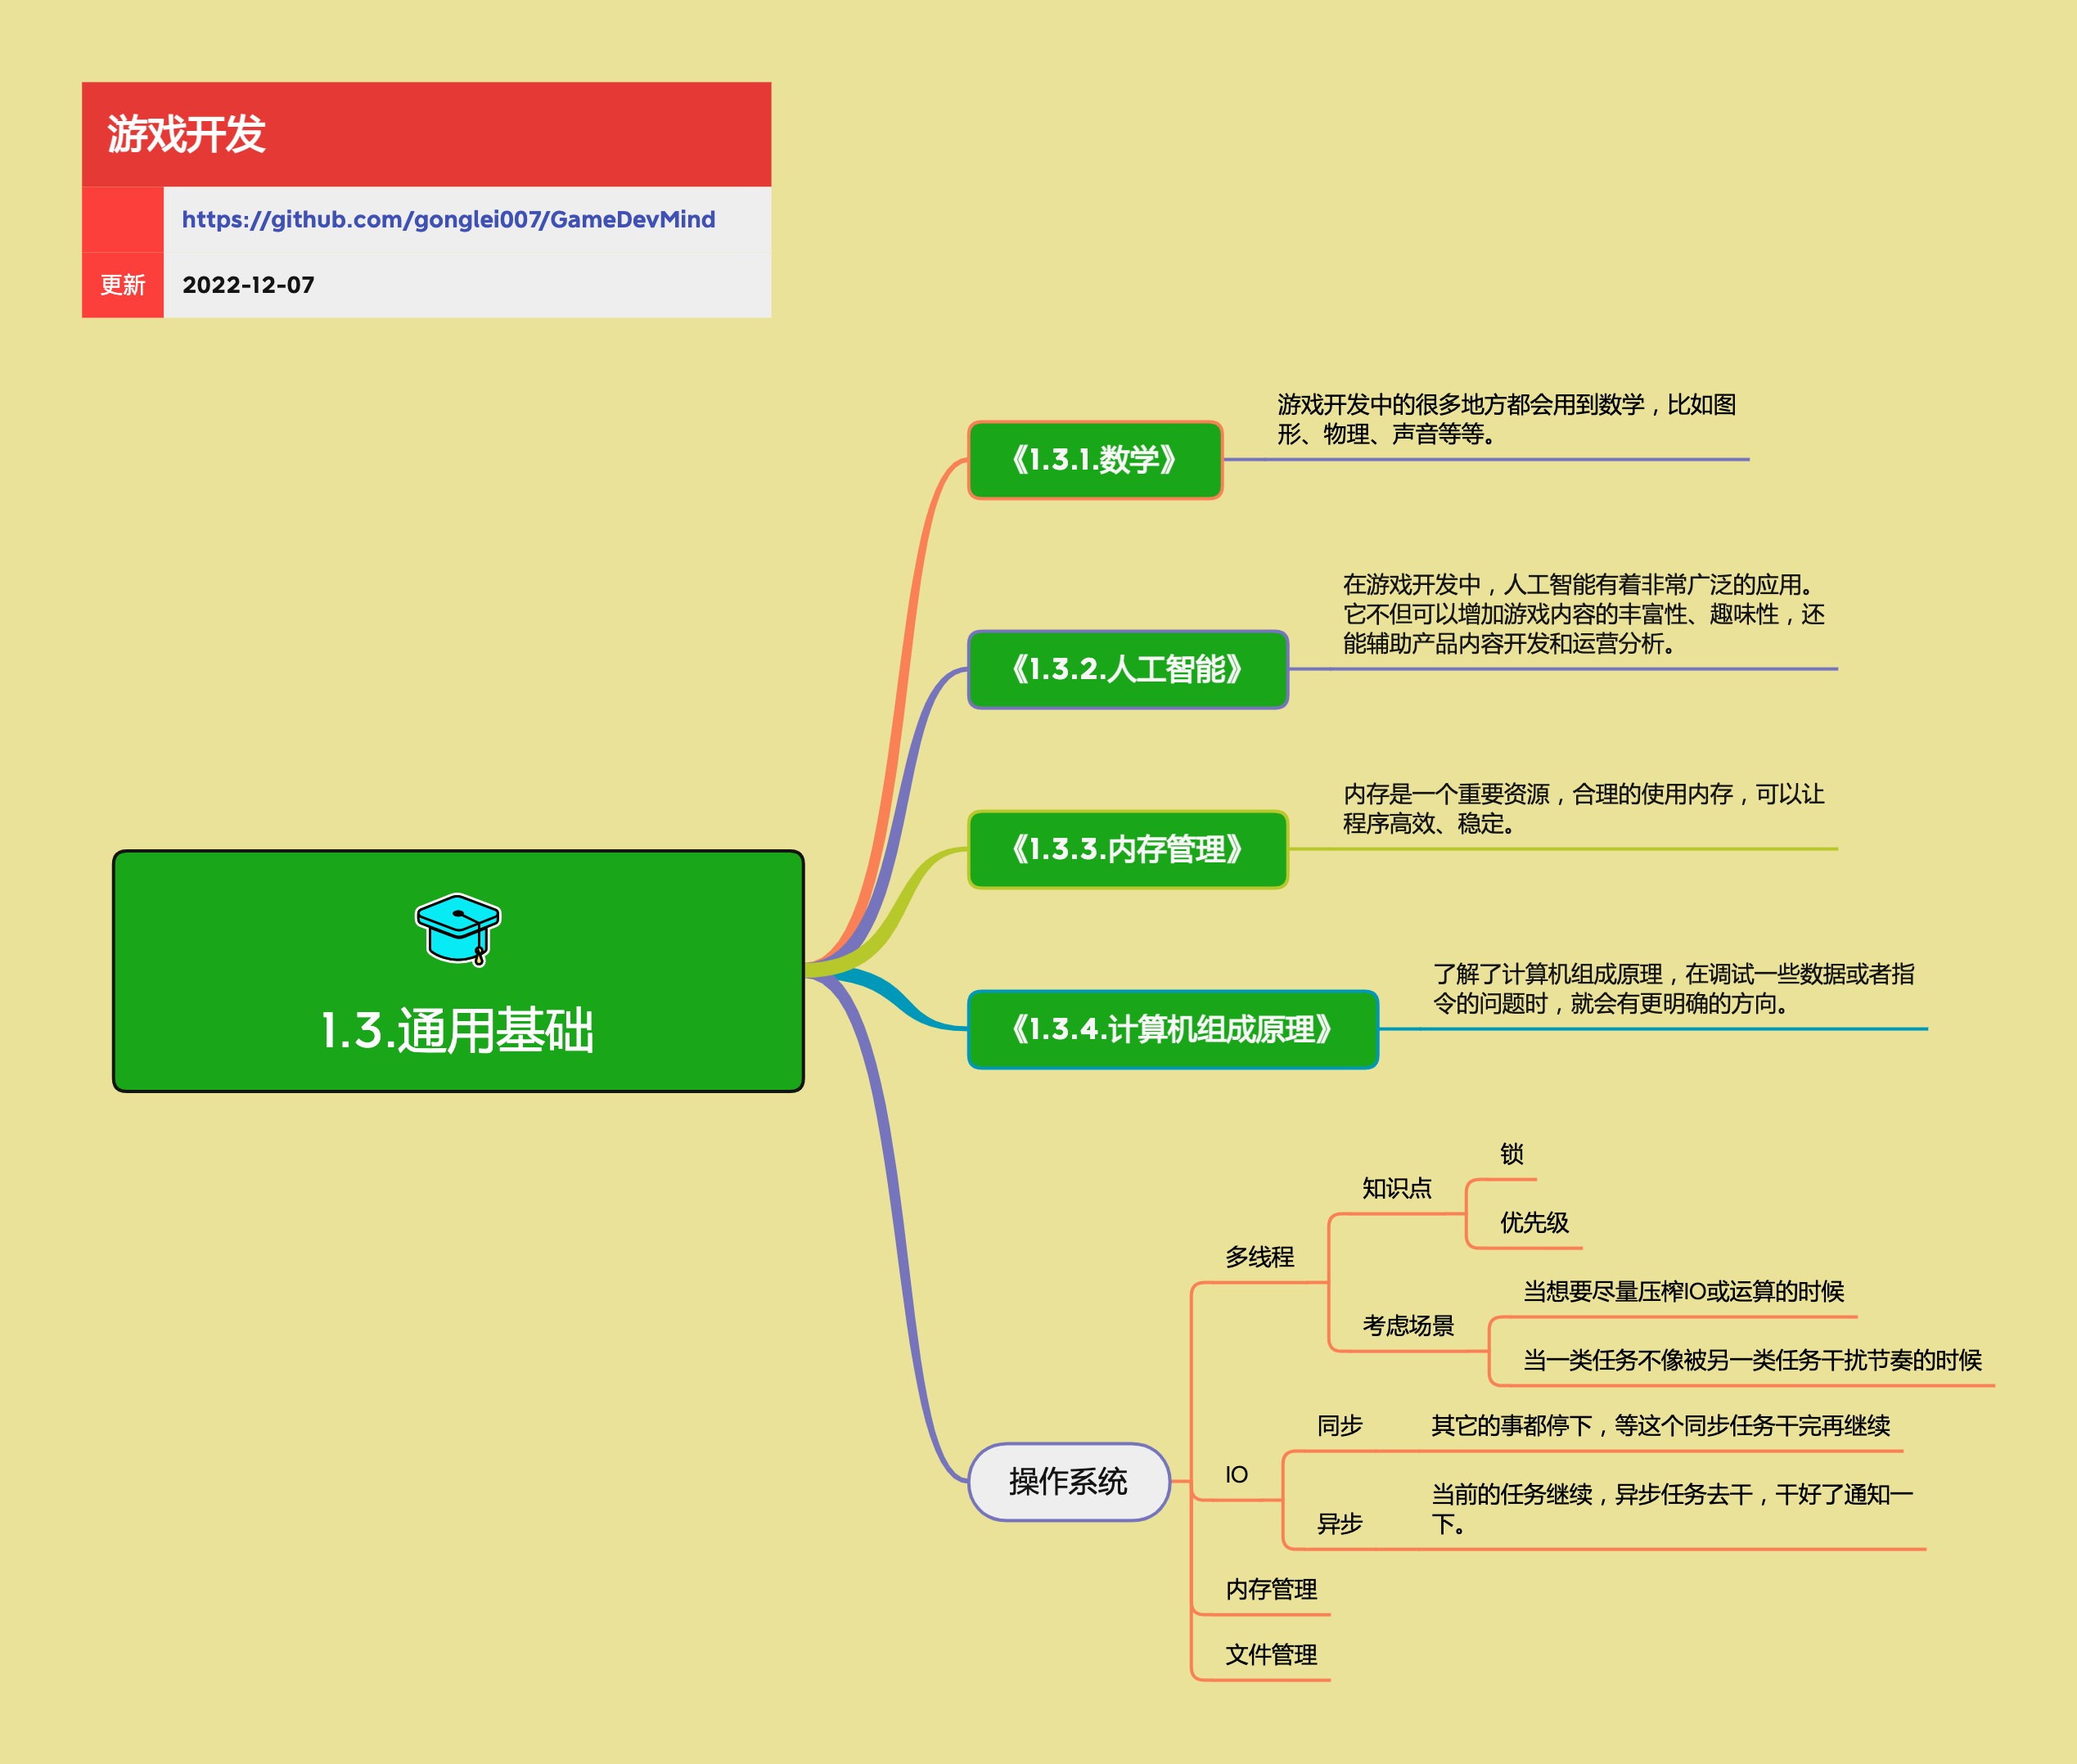 游戏开发
https://github.com/gonglei007/GameDevMind
更新 2022-12-07
1.3.通用基础
《1.3.1.数学》
游戏开发中的很多地方都会用到数学，比如图
形、物理、声音等等。
《1.3.2.人工智能》
在游戏开发中，人工智能有着非常广泛的应用。
它不但可以增加游戏内容的丰富性、趣味性，还
能辅助产品内容开发和运营分析。
《1.3.3.内存管理》
内存是一个重要资源，合理的使用内存，可以让
程序高效、稳定。
《1.3.4.计算机组成原理》
了解了计算机组成原理，在调试一些数据或者指
令的问题时，就会有更明确的方向。
操作系统
多线程
知识点
锁
优先级
考虑场景
当想要尽量压榨IO或运算的时候
当一类任务不像被另一类任务干扰节奏的时候
IO
同步
其它的事都停下，等这个同步任务干完再继续
异步
当前的任务继续，异步任务去干，干好了通知一
下。
内存管理
文件管理